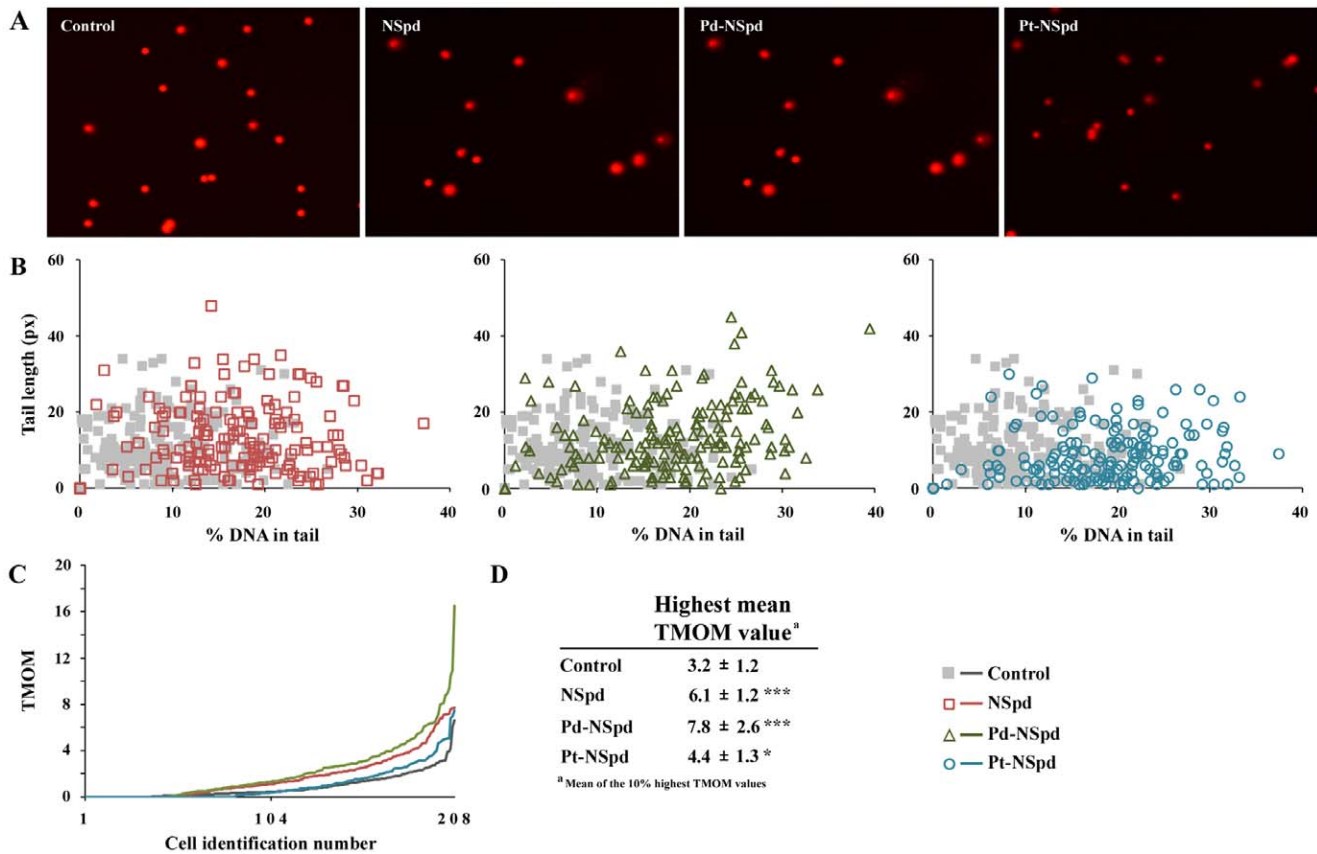 A
Control
NSpd
Pd-NSpd
Pt-NSpd
B
Tail length (px)
60
40
20
0
0 10 20 30 40
% DNA in tail
60
40
20
0
0 10 20 30 40
% DNA in tail
60
40
20
0
0 10 20 30 40
% DNA in tail
C
TMOM
20
16
12
8
4
0
1 104 208
Cell identification number
D
Highest mean
TMOM value a
Control 3.2 ± 1.2
NSpd 6.1 ± 1.2 ***
Pd-NSpd 7.8 ± 2.6 ***
Pt-NSpd 4.4 ± 1.3 *
a Mean of the 10% highest TMOM values
Control
NSpd
Pd-NSpd
Pt-NSpd